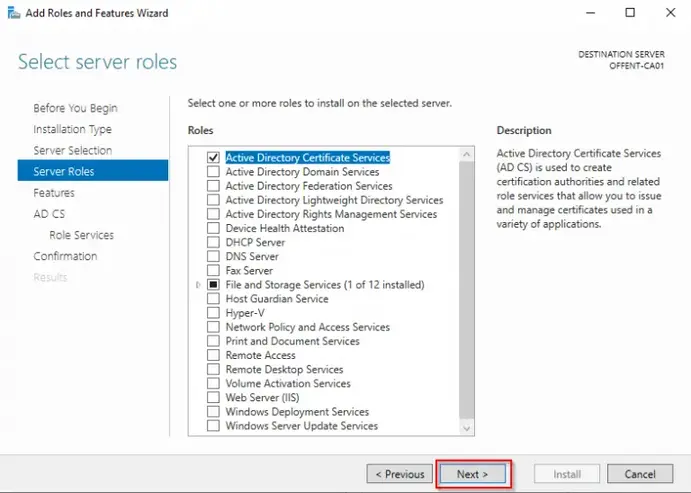 Add Roles and Features Wizard
Select server roles
DESTINATION SERVER
OFFENT-CA01
Before You Begin
Installation Type
Server Selection
Server Roles
Features
AD CS
Role Services
Confirmation
Results
Select one or more roles to install on the selected server.
Roles
Active Directory Certificate Services
Active Directory Domain Services
Active Directory Federation Services
Active Directory Lightweight Directory Services
Active Directory Rights Management Services
Device Health Attestation
DHCP Server
DNS Server
Fax Server
File and Storage Services (1 of 12 installed)
Host Guardian Service
Hyper-V
Network Policy and Access Services
Print and Document Services
Remote Access
Remote Desktop Services
Volume Activation Services
Web Server (IIS)
Windows Deployment Services
Windows Server Update Services
Description
Active Directory Certificate Services
(AD CS) is used to create
certification authorities and related
role services that allow you to issue
and manage certificates used in a
variety of applications.
< Previous
Next >
Install
Cancel